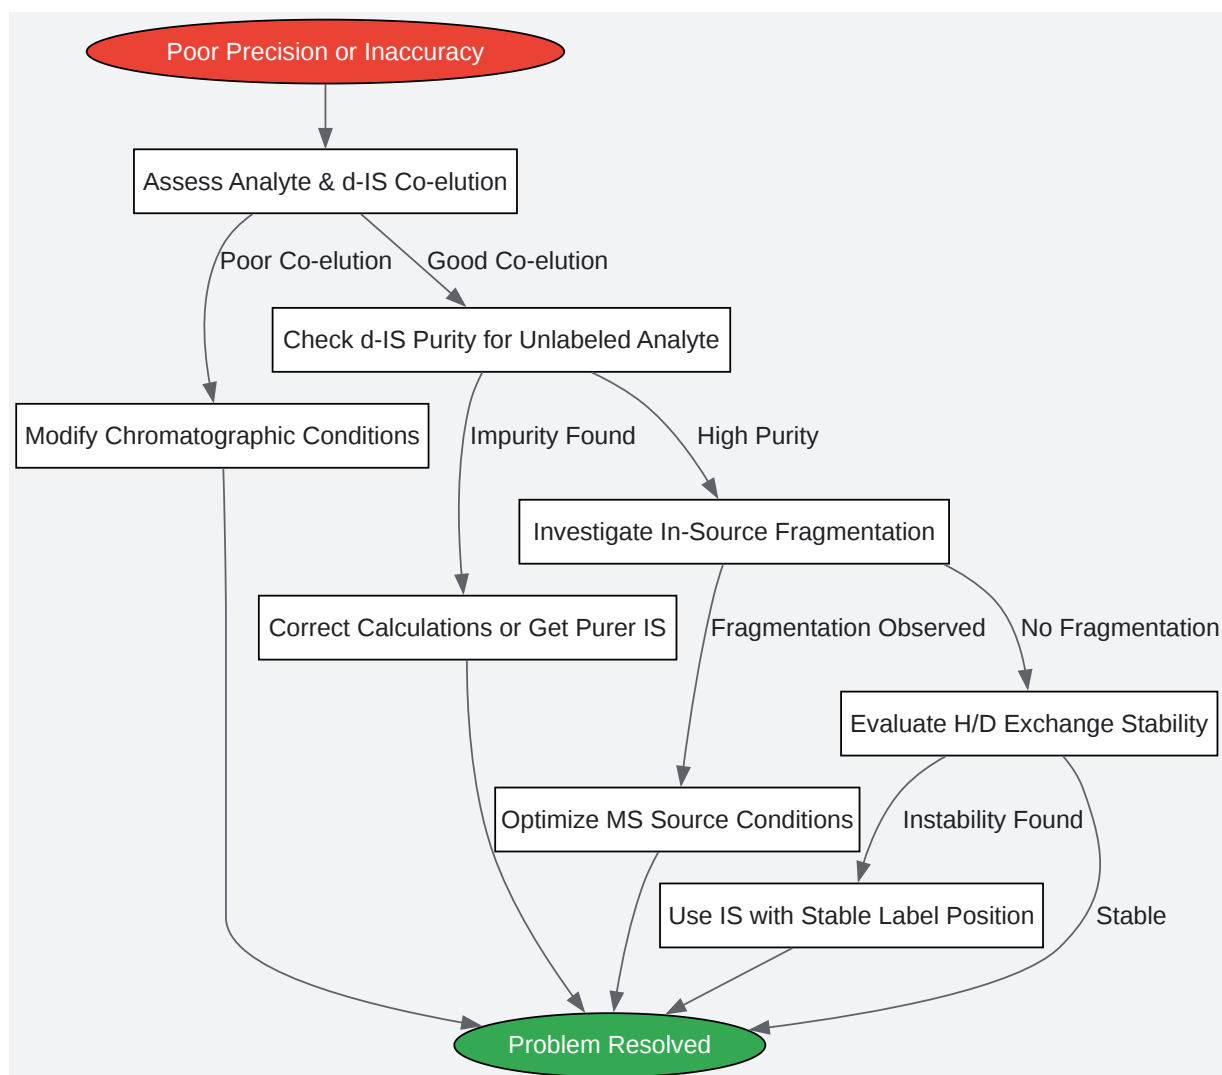 Poor Precision or Inaccuracy
Assess Analyte & d-IS Co-elution
Poor Co-elution
Good Co-elution
Check d-IS Purity for Unlabeled Analyte
Modify Chromatographic Conditions
Impurity Found
High Purity
Investigate In-Source Fragmentation
Correct Calculations or Get Purer IS
Fragmentation Observed
No Fragmentation
Evaluate H/D Exchange Stability
Optimize MS Source Conditions
Instability Found
Use IS with Stable Label Position
Stable
Problem Resolved